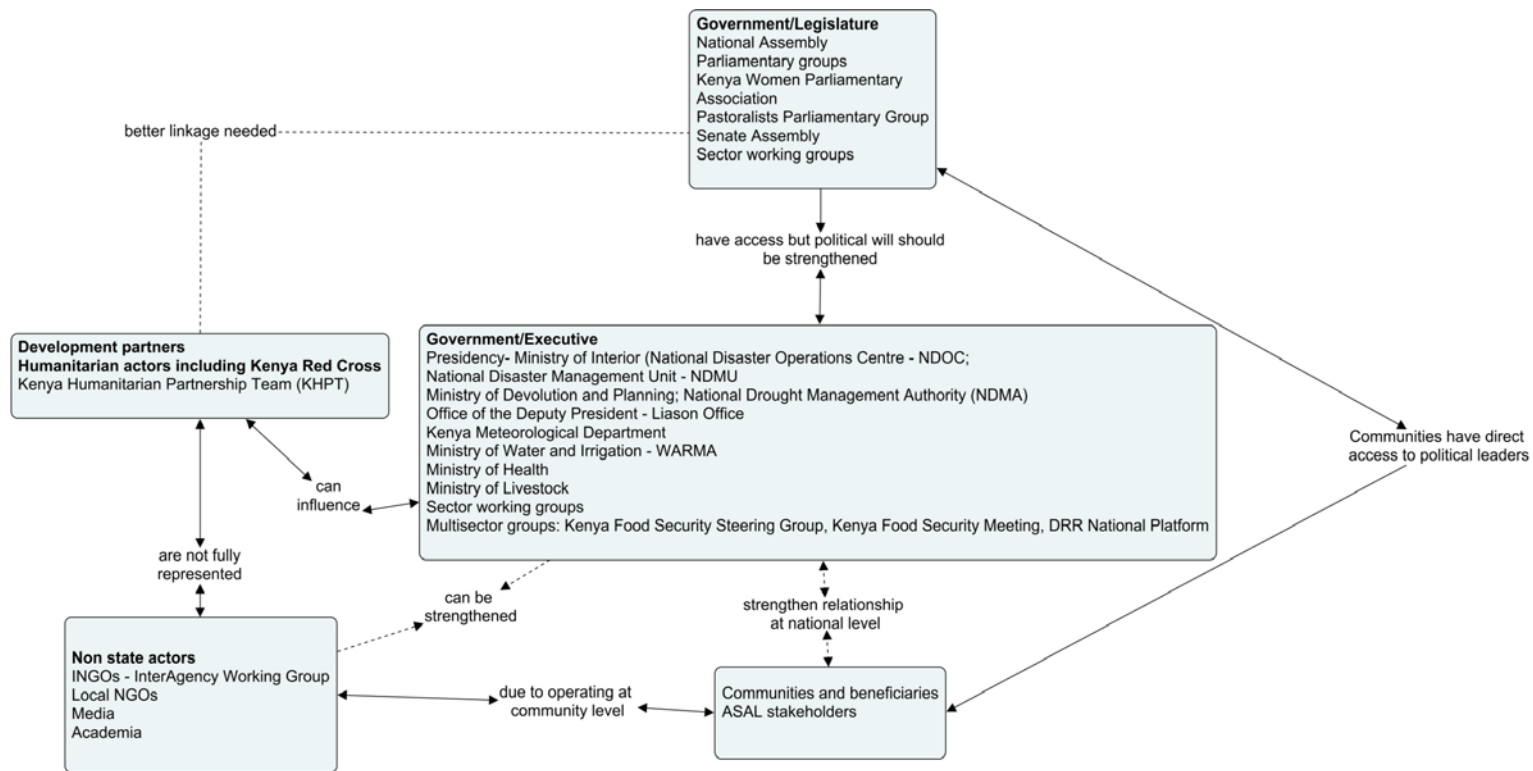 Government/Legislature
National Assembly
Parliamentary groups
Kenya Women Parliamentary
Association
Pastoralists Parliamentary Group
Senate Assembly
Sector working groups
better linkage needed
have access but political will should
be strengthened
Development partners
Humanitarian actors including Kenya Red Cross
Kenya Humanitarian Partnership Team (KHPT)
Government/Executive
Presidency- Ministry of Interior (National Disaster Operations Centre - NDOC;
National Disaster Management Unit - NDMU
Ministry of Devolution and Planning; National Drought Management Authority (NDMA)
Office of the Deputy President - Liason Office
Kenya Meteorological Department
Ministry of Water and Irrigation - WARMA
Ministry of Health
Ministry of Livestock
Sector working groups
Multisector groups: Kenya Food Security Steering Group, Kenya Food Security Meeting, DRR National Platform
Communities have direct
access to political leaders
can
influence
are not fully
represented
can be
strengthened
strengthen relationship
at national level
Non state actors
INGOs - InterAgency Working Group
Local NGOs
Media
Academia
due to operating at
community level
Communities and beneficiaries
ASAL stakeholders